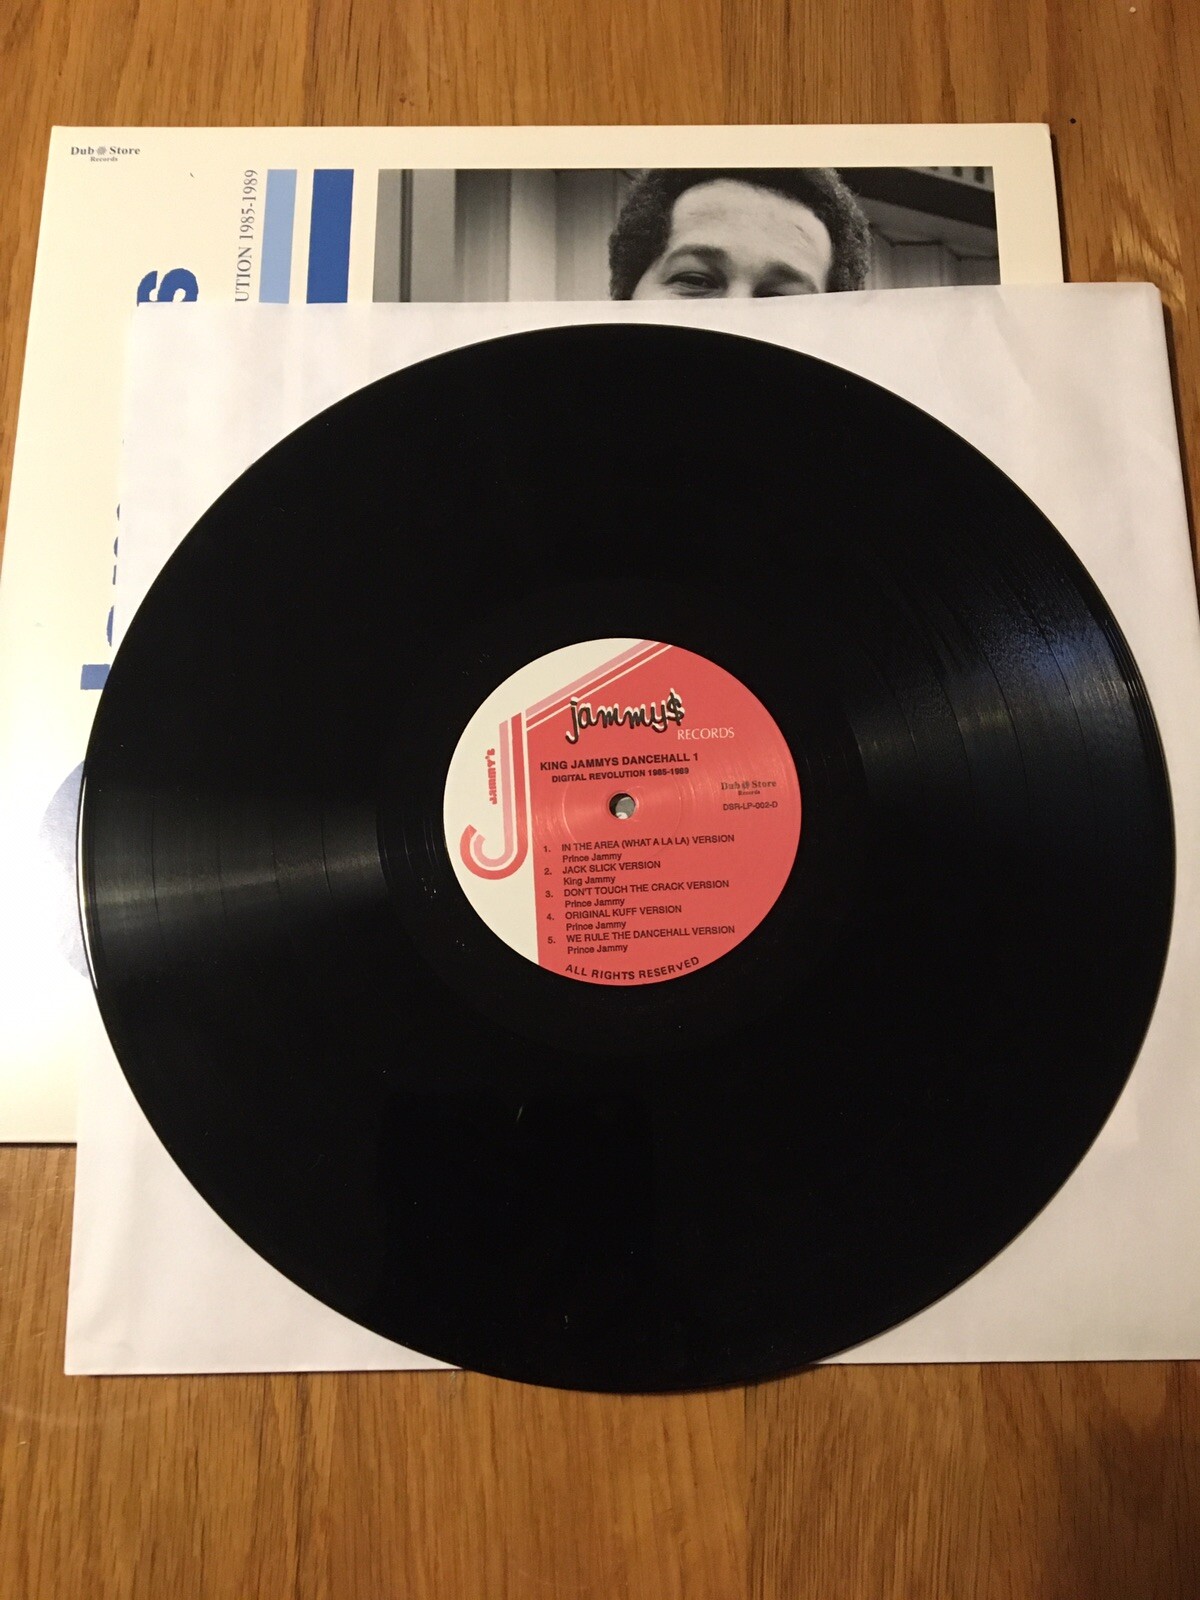 Dub Store
Records
UTION 1985-1989
S
jammy$
RECORDS
JAMMY'S
KING JAMMYS DANCEHALL 1
DIGITAL REVOLUTION 1985-1989
Dub Store
Records
DSR-LP-002-D
1. IN THE AREA (WHAT A LA LA) VERSION
Prince Jammy
2. JACK SLICK VERSION
King Jammy
3. DON'T TOUCH THE CRACK VERSION
Prince Jammy
4. ORIGINAL KUFF VERSION
Prince Jammy
5. WE RULE THE DANCEHALL VERSION
Prince Jammy
ALL RIGHTS RESERVED